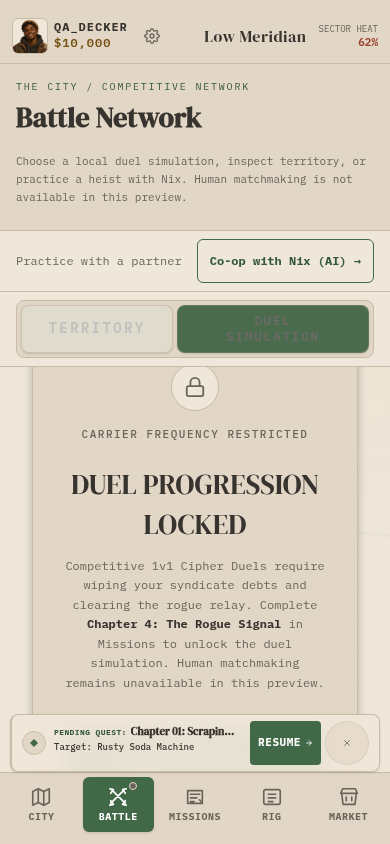 QA_DECKER
$10,000
Low Meridian
SECTOR HEAT
62%
THE CITY / COMPETITIVE NETWORK
Battle Network
Choose a local duel simulation, inspect territory, or
practice a heist with Nix. Human matchmaking is not
available in this preview.
Practice with a partner
Co-op with Nix (AI) →
TERRITORY
DUEL
SIMULATION
CARRIER FREQUENCY RESTRICTED
DUEL PROGRESSION
LOCKED
Competitive 1v1 Cipher Duels require
wiping your syndicate debts and
clearing the rogue relay. Complete
Chapter 4: The Rogue Signal in
Missions to unlock the duel
simulation. Human matchmaking
remains unavailable in this preview.
PENDING QUEST: Chapter 01: Scrapin...
Target: Rusty Soda Machine
RESUME →
×
CITY
BATTLE
MISSIONS
RIG
MARKET